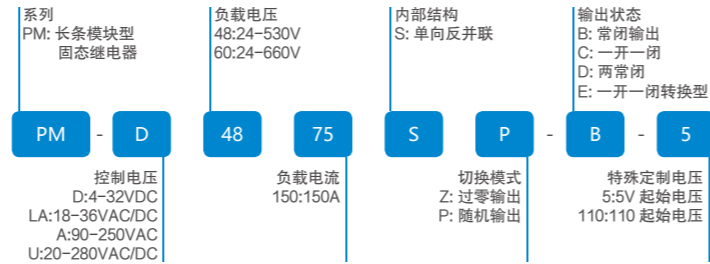 系列
PM: 长条模块型
固态继电器
负载电压
48:24-530V
60:24-660V
内部结构
S: 单向反并联
输出状态
B: 常闭输出
C: 一开一闭
D: 两常闭
E: 一开一闭转换型
PM - D 48 75 S P - B - 5
控制电压
D:4-32VDC
LA:18-36VAC/DC
A:90-250VAC
U:20-280VAC/DC
负载电流
150:150A
切换模式
Z: 过零输出
P: 随机输出
特殊定制电压
5:5V 起始电压
110:110 起始电压